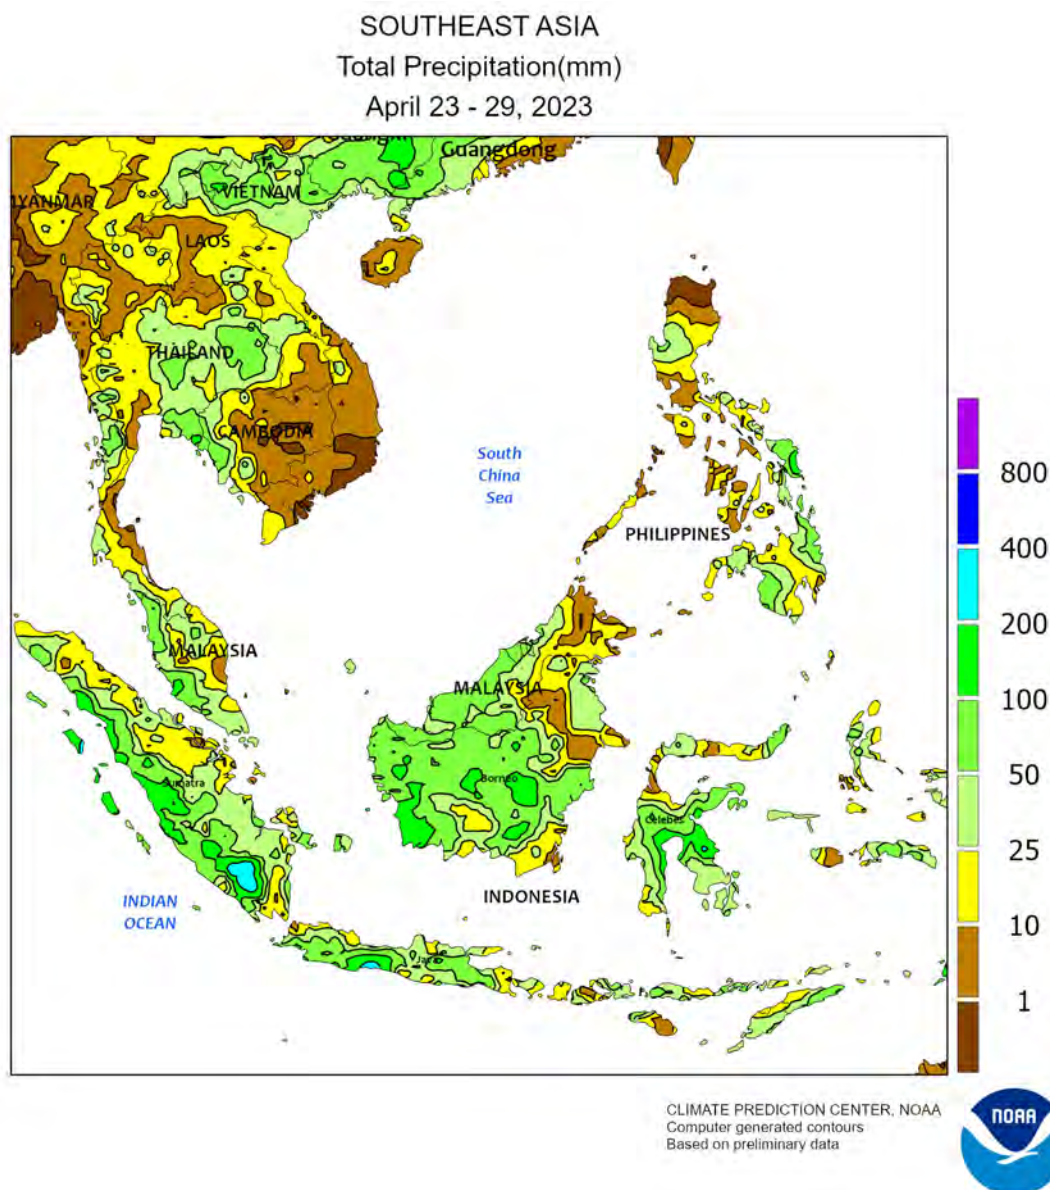 SOUTHEAST ASIA
Total Precipitation(mm)
April 23 - 29, 2023
Guangdong
VIETNAM
LAOS
THAILAND
CAMBODIA
South
China
Sea
PHILIPPINES
MALAYSIA
MALAYSIA
Sumatra
Borneo
Celebes
INDONESIA
INDIAN
OCEAN
Java
800
400
200
100
50
25
10
1
CLIMATE PREDICTION CENTER, NOAA
Computer generated contours
Based on preliminary data
NOAA